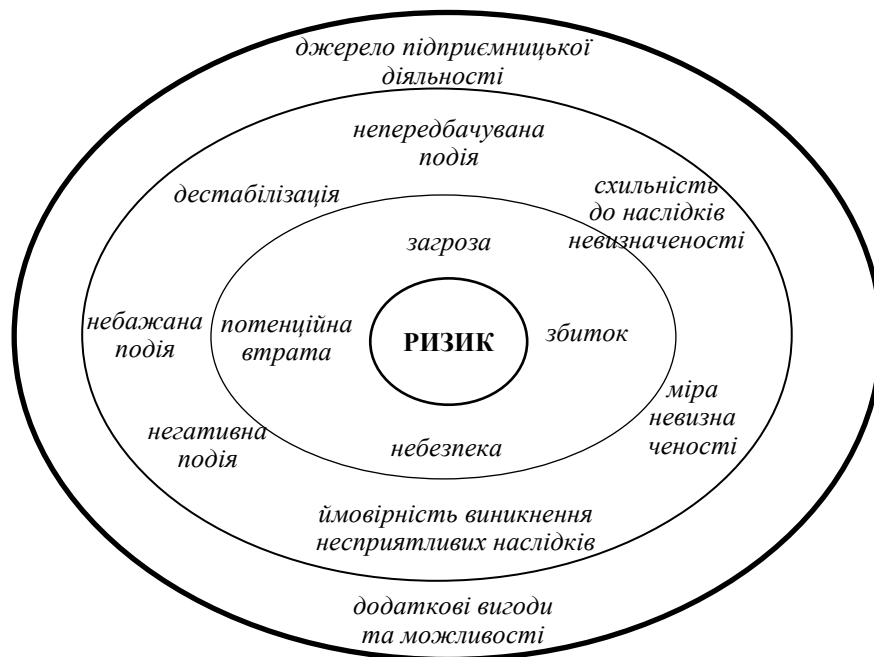 джерело підприємницької
діяльності
непередбачувана
подія
дестабілізація
схильність
до наслідків
невизначеності
загроза
небажана
подія
потенційна
втрата
РИЗИК
збиток
міра
невизна
ченості
негативна
подія
небезпека
ймовірність виникнення
несприятливих наслідків
додаткові вигоди
та можливості